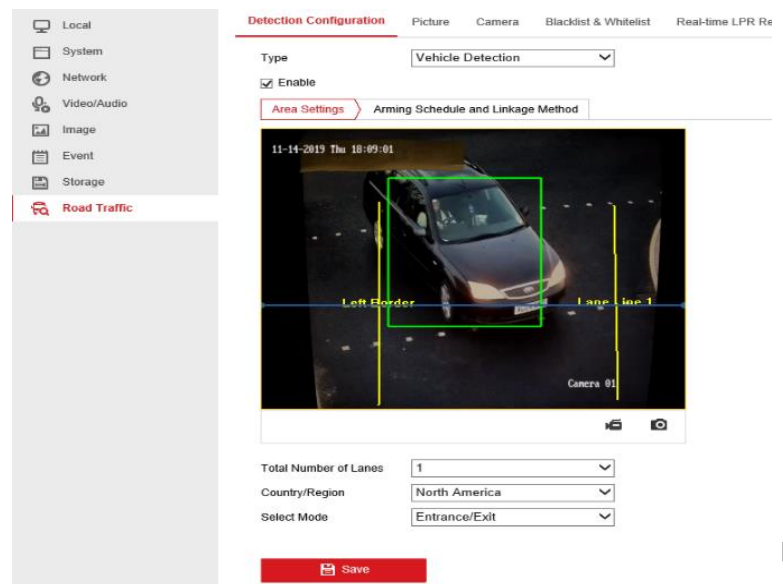 Local
System
Network
Video/Audio
Image
Event
Storage
Road Traffic
Detection Configuration Picture Camera Blacklist & Whitelist Real-time LPR Re
Type Vehicle Detection
Enable
Area Settings Arming Schedule and Linkage Method
11-14-2019 Thu 18:09:01
Left Border Lane Line 1
Camera 01
Total Number of Lanes 1
Country/Region North America
Select Mode Entrance/Exit
Save